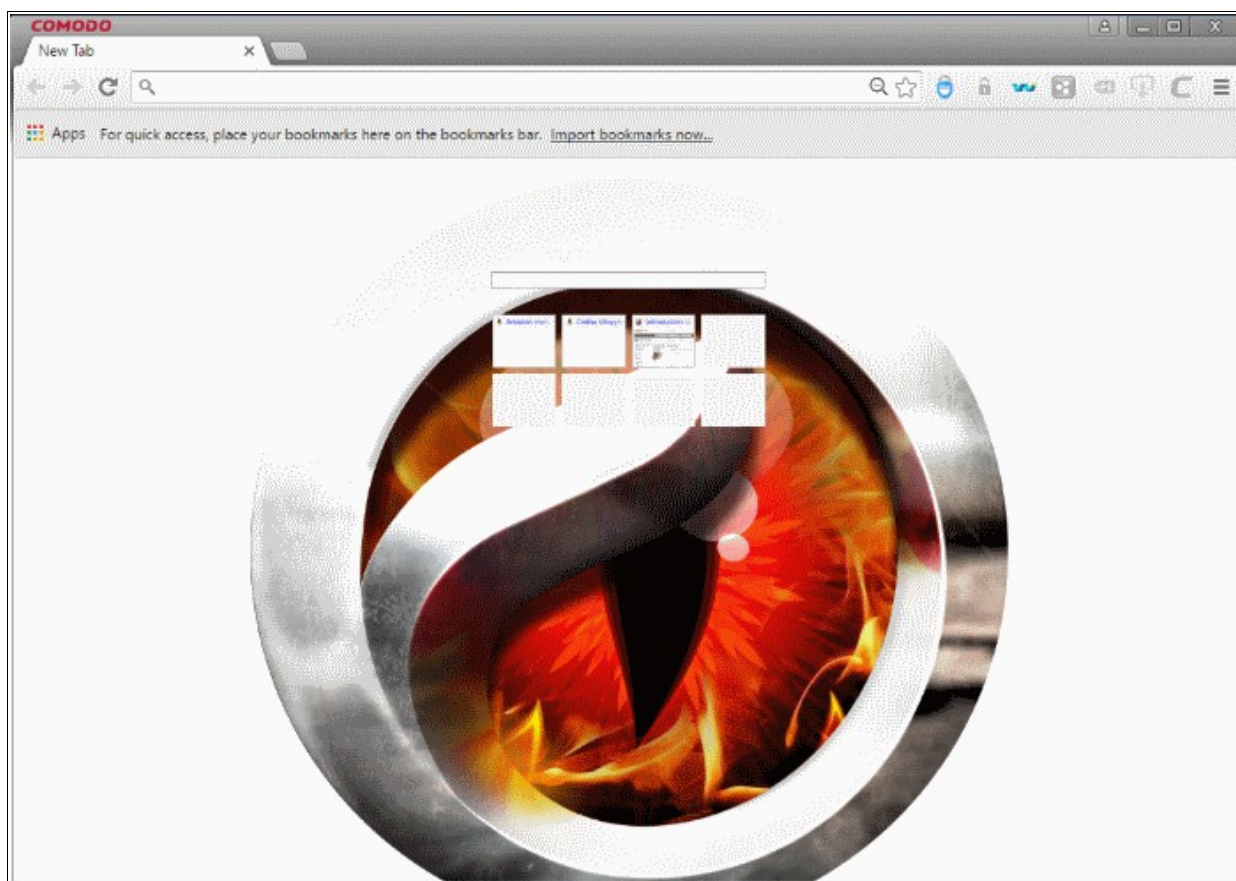 COMODO
New Tab
Apps For quick access, place your bookmarks here on the bookmarks bar. Import bookmarks now...